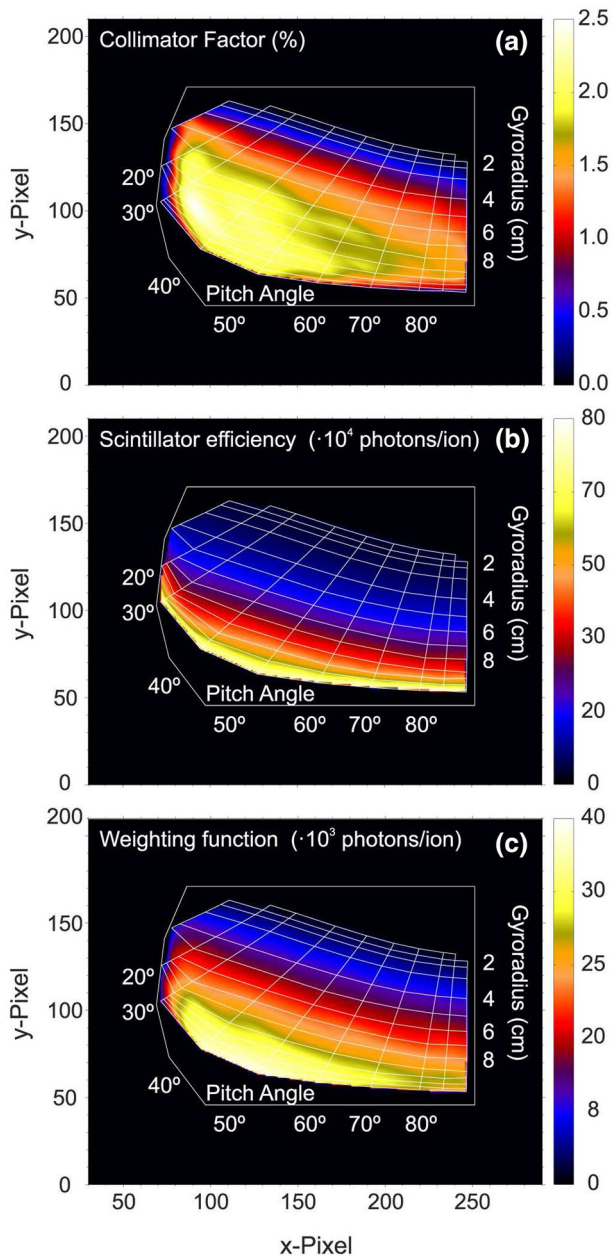 Collimator Factor (%) (a)
200
150
100
50
0
y-Pixel
20º
30º
40º
Pitch Angle
50º 60º 70º 80º
2
4
6
8
Gyroradius (cm)
2.5
2.0
1.5
1.0
0.5
0.0
Scintillator efficiency (·10⁴ photons/ion) (b)
200
150
100
50
0
y-Pixel
20º
30º
40º
Pitch Angle
50º 60º 70º 80º
2
4
6
8
Gyroradius (cm)
80
70
50
30
20
0
Weighting function (·10³ photons/ion) (c)
200
150
100
50
0
y-Pixel
20º
30º
40º
Pitch Angle
50º 60º 70º 80º
2
4
6
8
Gyroradius (cm)
40
30
20
8
0
50 100 150 200 250
x-Pixel